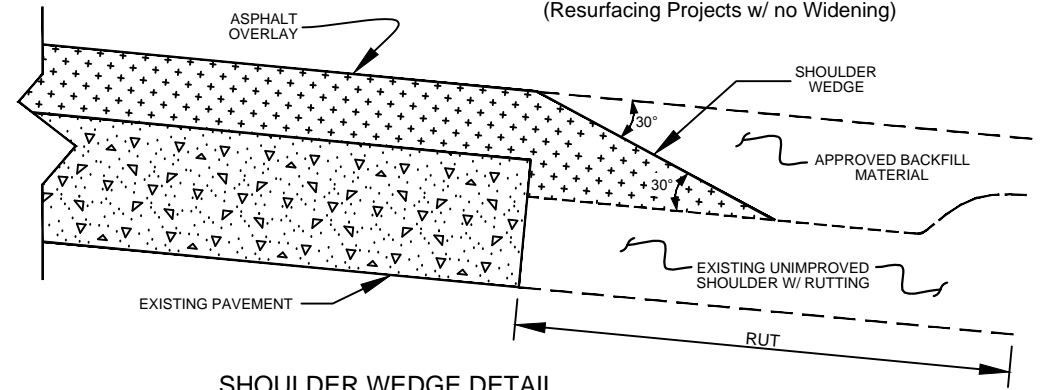 (Resurfacing Projects w/ no Widening)
ASPHALT
OVERLAY
SHOULDER
WEDGE
30°
APPROVED BACKFILL
MATERIAL
30°
EXISTING UNIMPROVED
SHOULDER W/ RUTTING
EXISTING PAVEMENT
RUT
SHOULDER WEDGE DETAIL